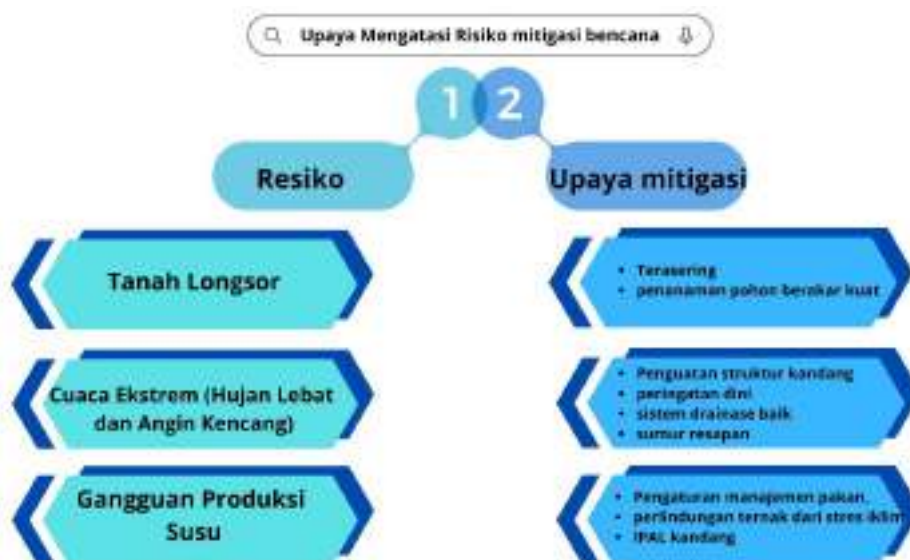 Upaya Mengatasi Risiko mitigasi bencana
1 2
Resiko
Upaya mitigasi
Tanah Longsor
• Terasering
• penanaman pohon berakar kuat
Cuaca Ekstrem (Hujan Lebat
dan Angin Kencang)
• Penguatan struktur kandang
• peringatan dini
• sistem drainase baik
• sumur resapan
Gangguan Produksi
Susu
• Pengaturan manajemen pakan,
• perlindungan ternak dari stres iklim
• IPAL kandang